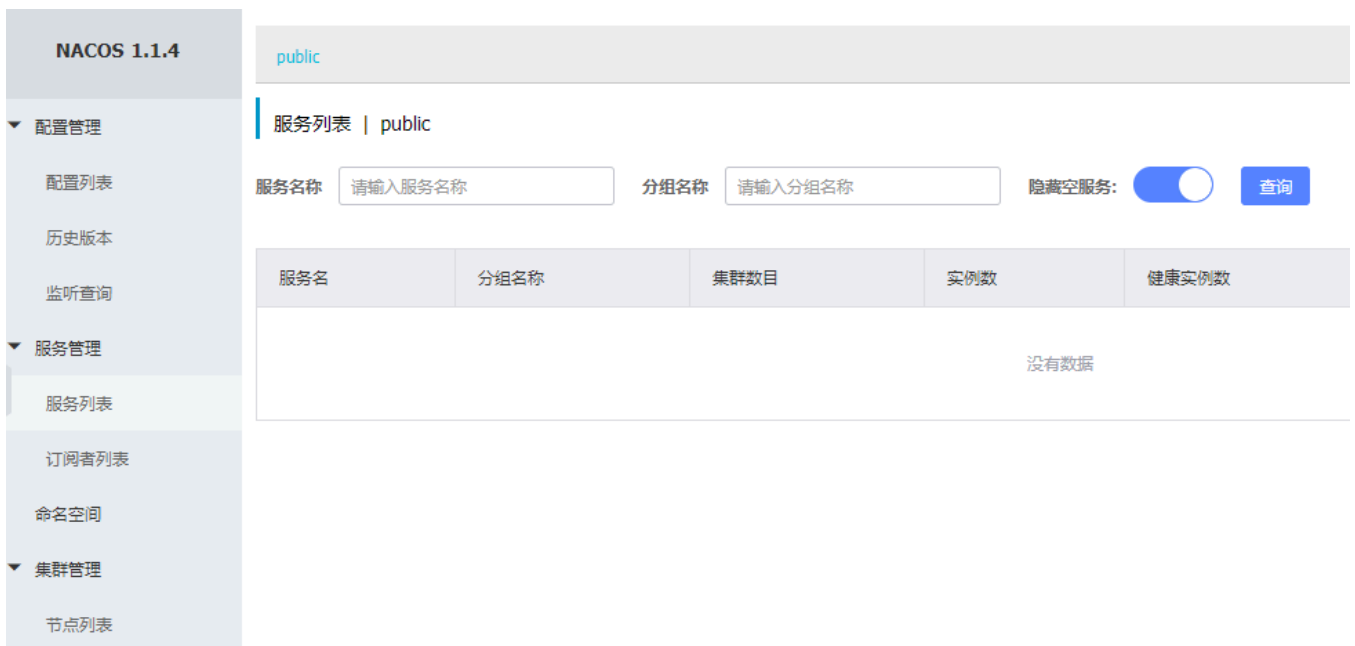 NACOS 1.1.4
public
配置管理
配置列表
历史版本
监听查询
服务管理
服务列表
订阅者列表
命名空间
集群管理
节点列表
服务列表 | public
服务名称 请输入服务名称 分组名称 请输入分组名称 隐藏空服务: 查询
服务名 分组名称 集群数目 实例数 健康实例数
没有数据